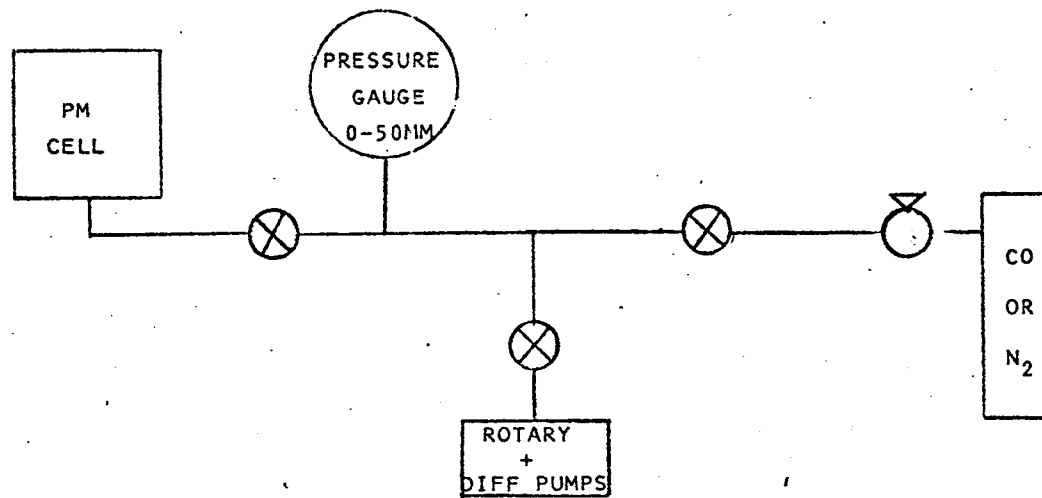 PM
CELL
PRESSURE
GAUGE
0-50MM
CO
OR
N₂
ROTARY
+
DIFF PUMPS